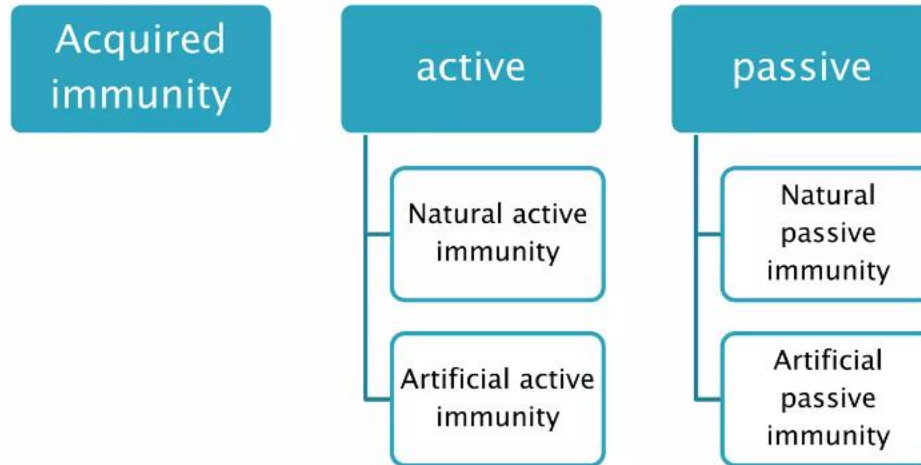 Acquired
immunity
active
Natural active
immunity
Artificial active
immunity
passive
Natural
passive
immunity
Artificial
passive
immunity